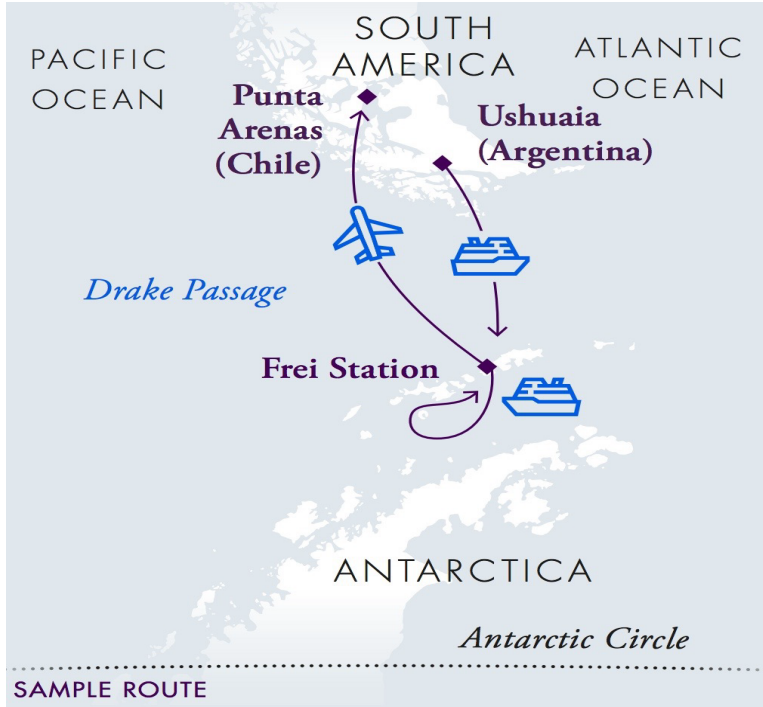 SOUTH
AMERICA
PACIFIC
OCEAN
ATLANTIC
OCEAN
Punta
Arenas
(Chile)
Ushuaia
(Argentina)
Drake Passage
Frei Station
ANTARCTICA
Antarctic Circle
SAMPLE ROUTE